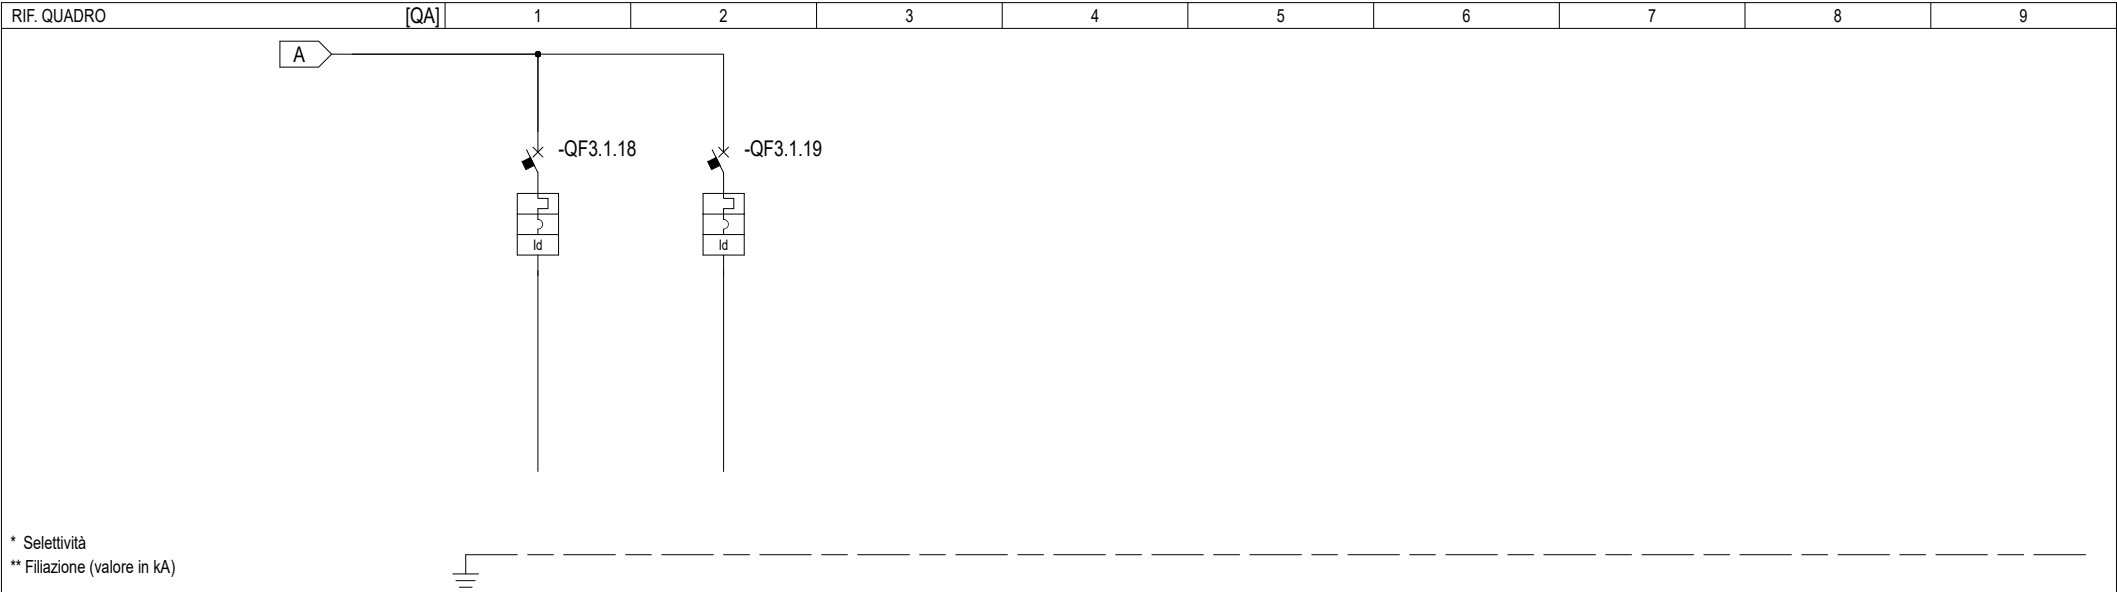 RIF. QUADRO [QA] 1 2 3 4 5 6 7 8 9
A
-QF3.1.18 -QF3.1.19
Id Id
* Selettività
** Filiazione (valore in kA)